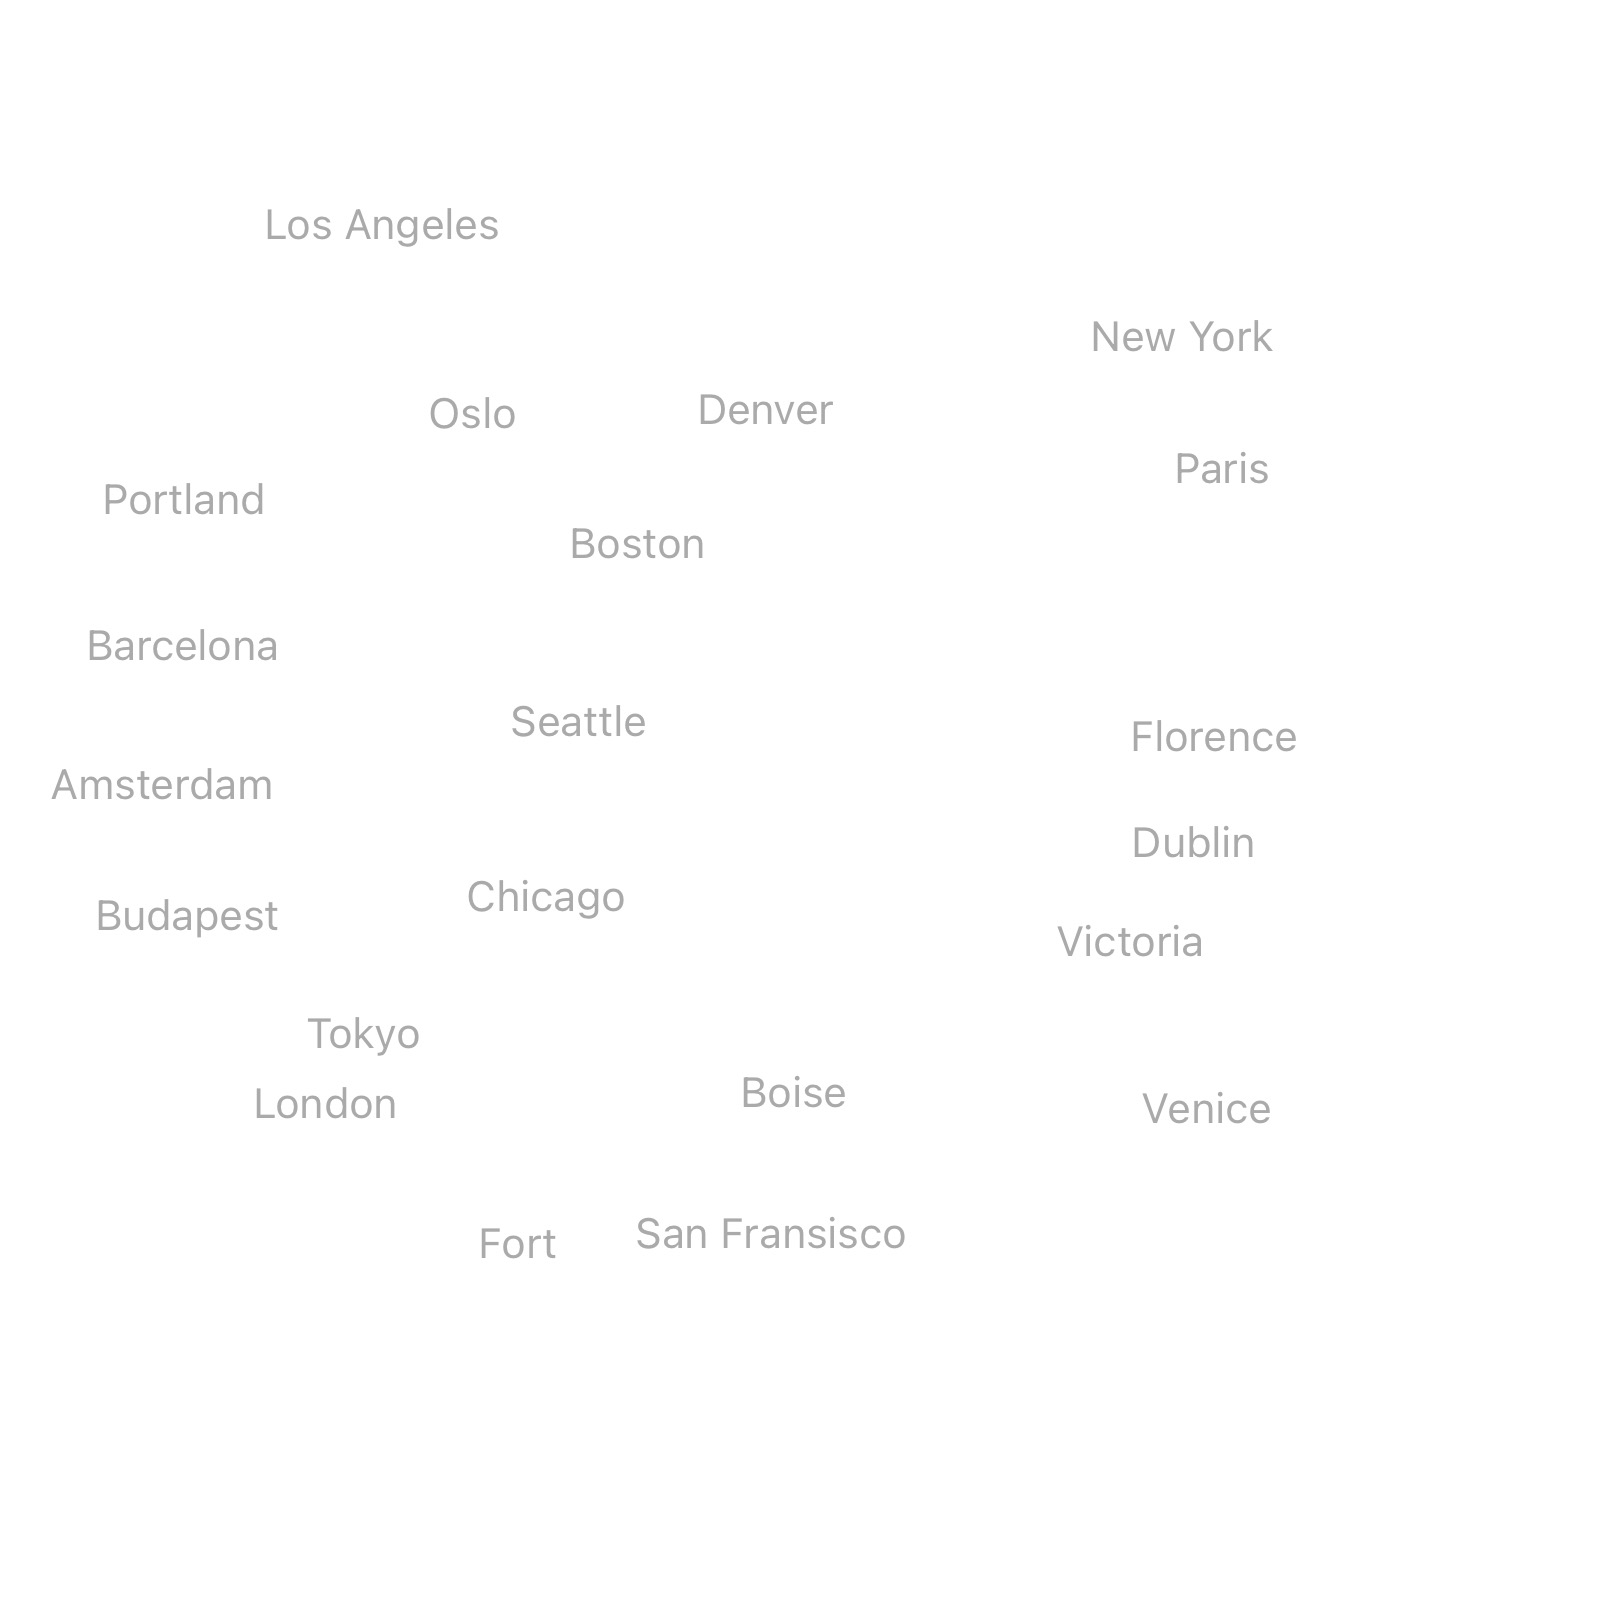 Los Angeles
New York
Oslo
Denver
Paris
Portland
Boston
Barcelona
Seattle
Florence
Amsterdam
Dublin
Chicago
Budapest
Victoria
Tokyo
London
Boise
Venice
Fort
San Fransisco